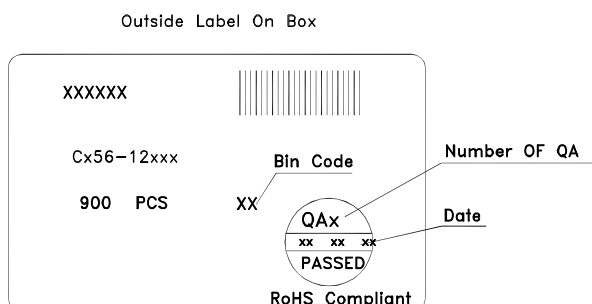 Outside Label On Box
XXXXXX
Cx56-12xxx
Bin Code
Number OF QA
900 PCS
XX
QAx
Date
xx xx xx
PASSED
RoHS Compliant